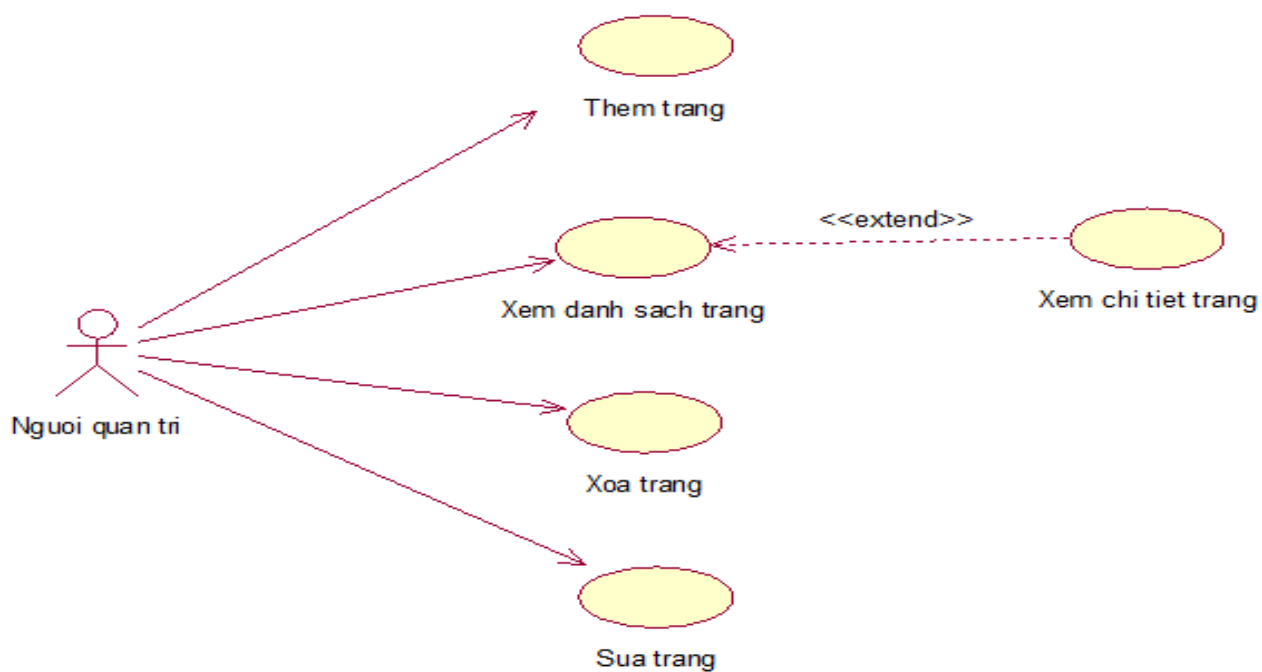 Them trang
<<extend>>
Xem danh sach trang
Xem chi tiet trang
Nguoi quan tri
Xoa trang
Sua trang